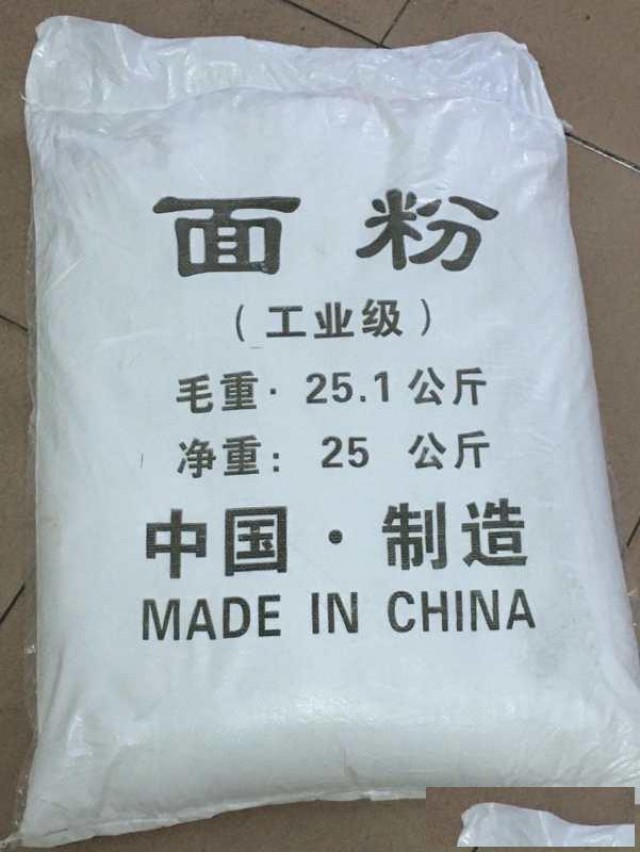 面粉
（工业级）
毛重· 25.1公斤
净重：25 公斤
中国·制造
MADE IN CHINA